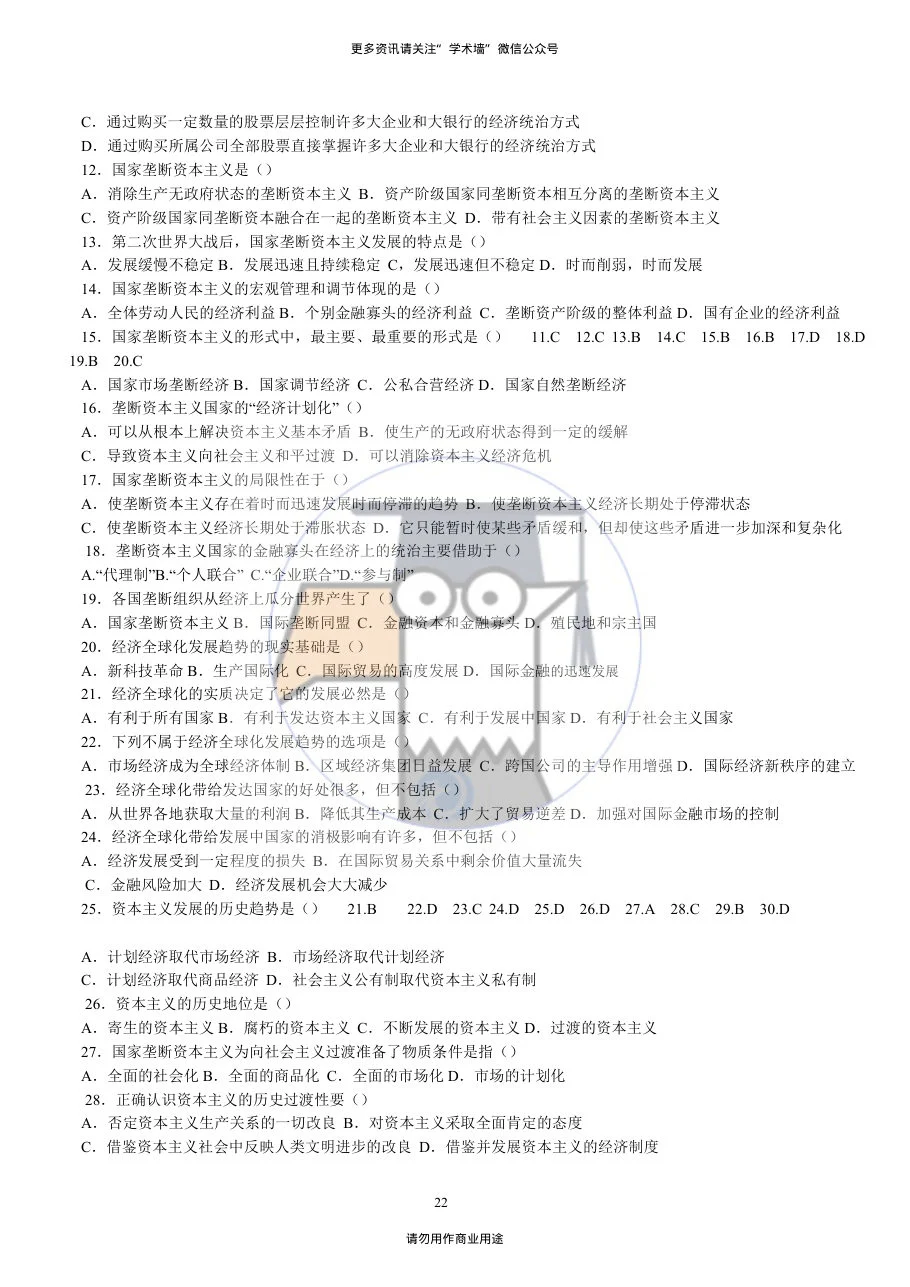 更多资讯请关注“学术墙”微信公众号
C．通过购买一定数量的股票层层控制许多大企业和大银行的经济统治方式
D．通过购买所属公司全部股票直接掌握许多大企业和大银行的经济统治方式
12．国家垄断资本主义是（）
A．消除生产无政府状态的垄断资本主义 B．资产阶级国家同垄断资本相互分离的垄断资本主义
C．资产阶级国家同垄断资本融合在一起的垄断资本主义 D．带有社会主义因素的垄断资本主义
13．第二次世界大战后，国家垄断资本主义发展的特点是（）
A．发展缓慢不稳定 B．发展迅速且持续稳定 C，发展迅速但不稳定 D．时而削弱，时而发展
14．国家垄断资本主义的宏观管理和调节体现的是（）
A．全体劳动人民的经济利益 B．个别金融寡头的经济利益 C．垄断资产阶级的整体利益 D．国有企业的经济利益
15．国家垄断资本主义的形式中，最主要、最重要的形式是（） 11.C 12.C 13.B 14.C 15.B 16.B 17.D 18.D
19.B 20.C
A．国家市场垄断经济 B．国家调节经济 C．公私合营经济 D．国家自然垄断经济
16．垄断资本主义国家的“经济计划化”（）
A．可以从根本上解决资本主义基本矛盾 B．使生产的无政府状态得到一定的缓解
C．导致资本主义向社会主义和平过渡 D．可以消除资本主义经济危机
17．国家垄断资本主义的局限性在于（）
A．使垄断资本主义存在着时而迅速发展时而停滞的趋势 B．使垄断资本主义经济长期处于停滞状态
C．使垄断资本主义经济长期处于滞胀状态 D．它只能暂时使某些矛盾缓和，但却使这些矛盾进一步加深和复杂化
18．垄断资本主义国家的金融寡头在经济上的统治主要借助于（）
A.“代理制”B.“个人联合” C.“企业联合”D.“参与制”
19．各国垄断组织从经济上瓜分世界产生了（）
A．国家垄断资本主义 B．国际垄断同盟 C．金融资本和金融寡头 D．殖民地和宗主国
20．经济全球化发展趋势的现实基础是（）
A．新科技革命 B．生产国际化 C．国际贸易的高度发展 D．国际金融的迅速发展
21．经济全球化的实质决定了它的发展必然是（）
A．有利于所有国家 B．有利于发达资本主义国家 C．有利于发展中国家 D．有利于社会主义国家
22．下列不属于经济全球化发展趋势的选项是（）
A．市场经济成为全球经济体制 B．区域经济集团日益发展 C．跨国公司的主导作用增强 D．国际经济新秩序的建立
23．经济全球化带给发达国家的好处很多，但不包括（）
A．从世界各地获取大量的利润 B．降低其生产成本 C．扩大了贸易逆差 D．加强对国际金融市场的控制
24．经济全球化带给发展中国家的消极影响有许多，但不包括（）
A．经济发展受到一定程度的损失 B．在国际贸易关系中剩余价值大量流失
C．金融风险加大 D．经济发展机会大大减少
25．资本主义发展的历史趋势是（） 21.B 22.D 23.C 24.D 25.D 26.D 27.A 28.C 29.B 30.D
A．计划经济取代市场经济 B．市场经济取代计划经济
C．计划经济取代商品经济 D．社会主义公有制取代资本主义私有制
26．资本主义的历史地位是（）
A．寄生的资本主义 B．腐朽的资本主义 C．不断发展的资本主义 D．过渡的资本主义
27．国家垄断资本主义为向社会主义过渡准备了物质条件是指（）
A．全面的社会化 B．全面的商品化 C．全面的市场化 D．市场的计划化
28．正确认识资本主义的历史过渡性要（）
A．否定资本主义生产关系的一切改良 B．对资本主义采取全面肯定的态度
C．借鉴资本主义社会中反映人类文明进步的改良 D．借鉴并发展资本主义的经济制度
22
请勿用作商业用途